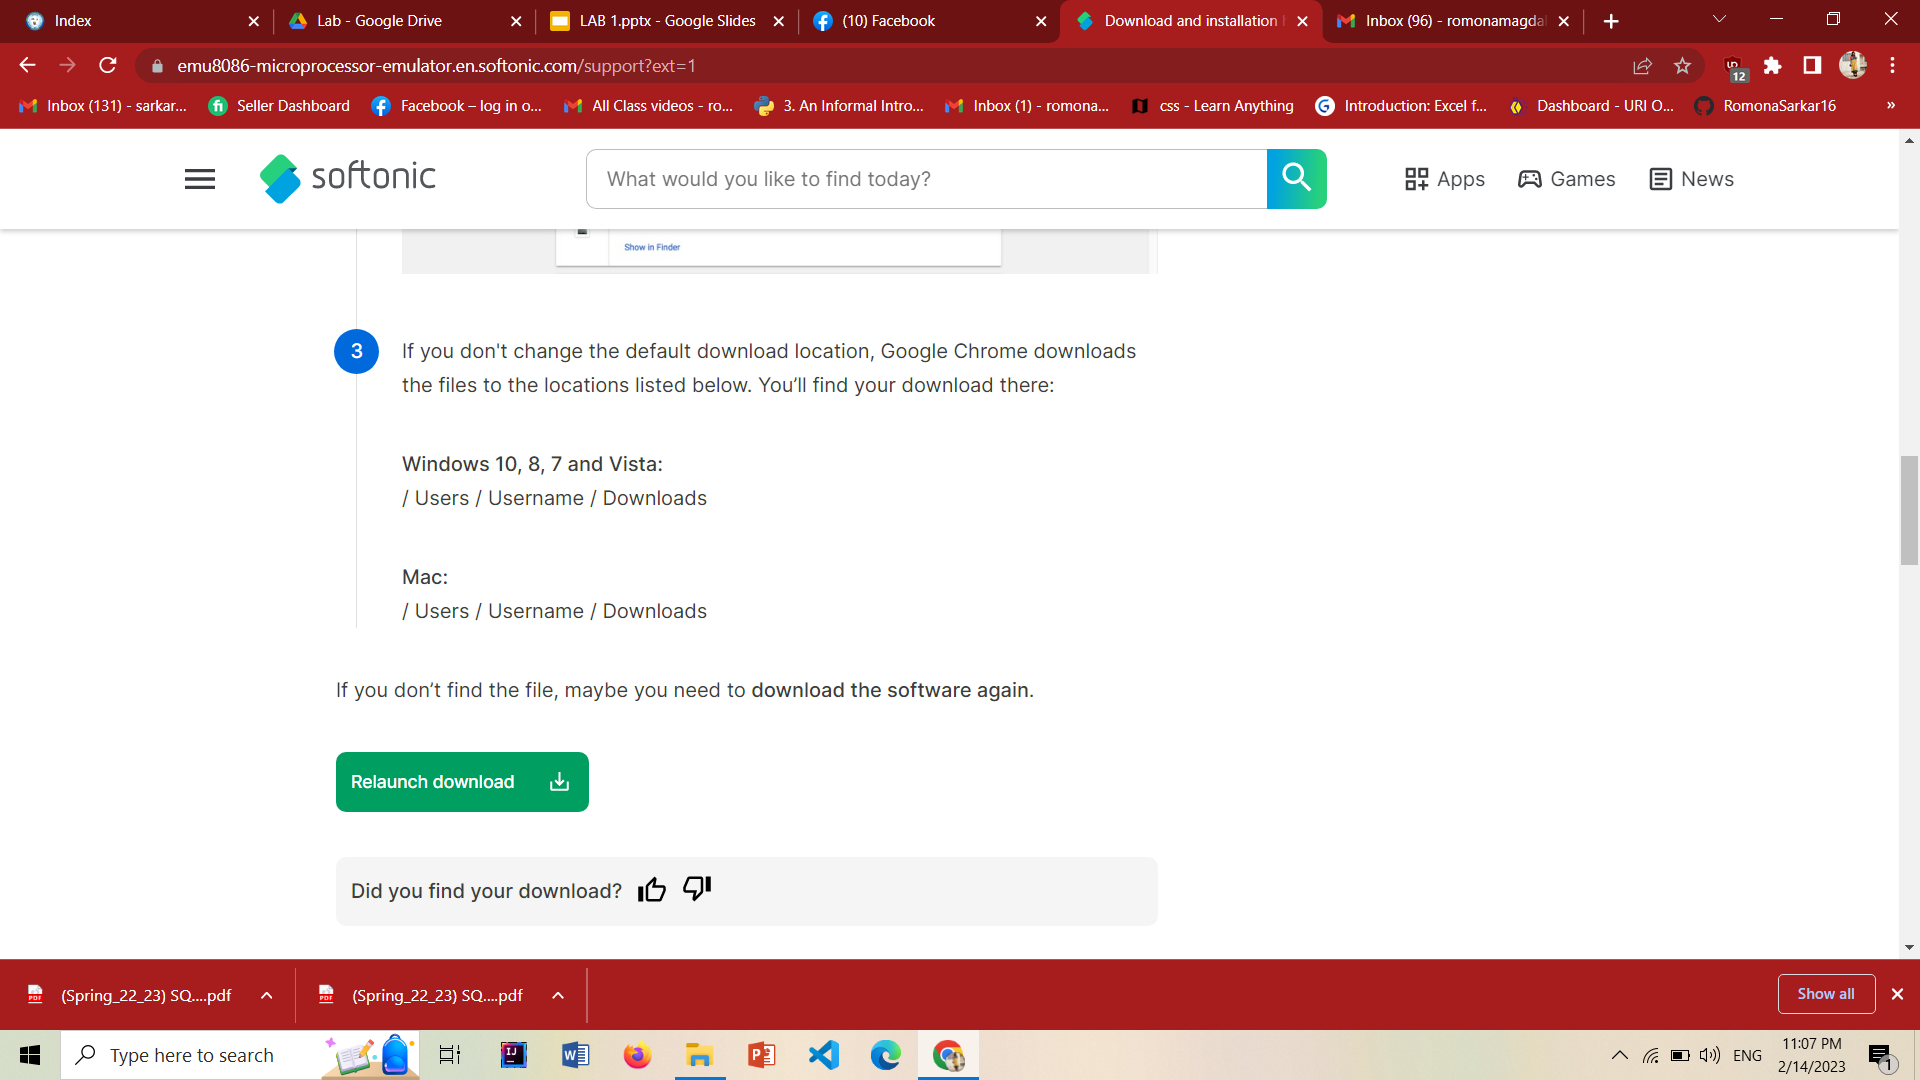 Index
Lab - Google Drive
LAB 1.pptx - Google Slides
(10) Facebook
Download and installation
Inbox (96) - romonamagdal
emu8086-microprocessor-emulator.en.softonic.com/support?ext=1
12
Inbox (131) - sarkar...
Seller Dashboard
Facebook – log in o...
All Class videos - ro...
3. An Informal Intro...
Inbox (1) - romona...
css - Learn Anything
Introduction: Excel f...
Dashboard - URI O...
RomonaSarkar16
»
softonic
What would you like to find today?
Apps
Games
News
Show in Finder
3
If you don't change the default download location, Google Chrome downloads
the files to the locations listed below. You’ll find your download there:
Windows 10, 8, 7 and Vista:
/ Users / Username / Downloads
Mac:
/ Users / Username / Downloads
If you don’t find the file, maybe you need to download the software again.
Relaunch download
Did you find your download?
PDF
(Spring_22_23) SQ....pdf
PDF
(Spring_22_23) SQ....pdf
Show all
Type here to search
ENG
11:07 PM
2/14/2023
1